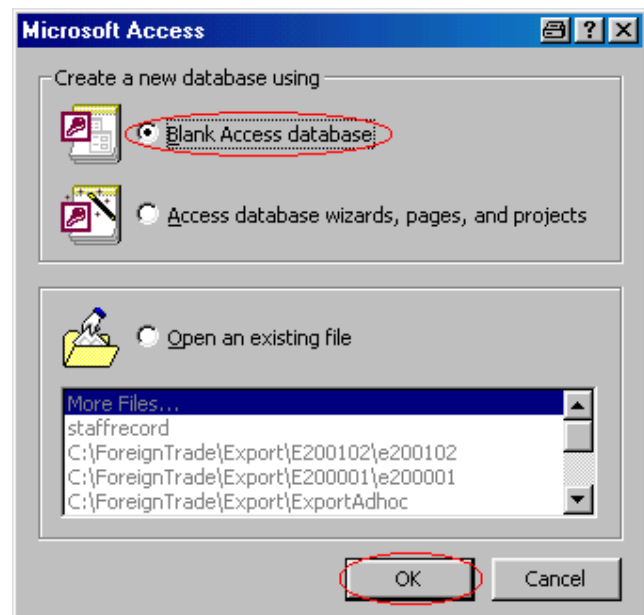 Microsoft Access
Create a new database using
Blank Access database
Access database wizards, pages, and projects
Open an existing file
More Files...
staffrecord
C:\ForeignTrade\Export\E200102\e200102
C:\ForeignTrade\Export\E200001\e200001
C:\ForeignTrade\Export\ExportAdhoc
OK Cancel